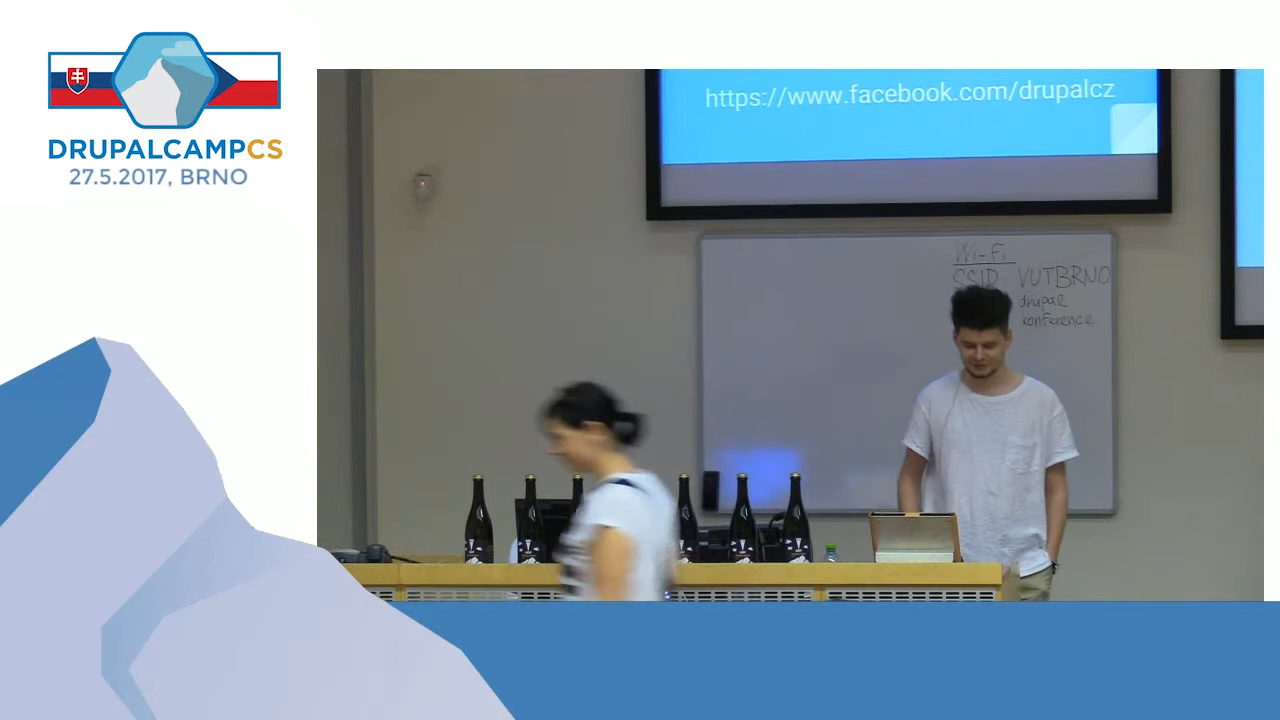 DRUPALCAMPCS
27.5.2017, BRNO
https://www.facebook.com/drupalcz
Wi-Fi
SSID VUTBRNO
drupal
konference